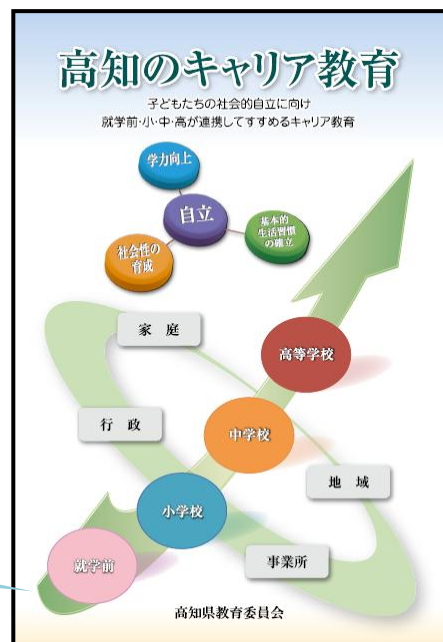 高知のキャリア教育
子どもたちの社会的自立に向け
就学前・小・中・高が連携してすすめるキャリア教育
学力向上
自立
基本的
生活習慣
の確立
社会性の
育成
家庭
高等学校
行政
中学校
地域
小学校
事業所
就学前
高知県教育委員会